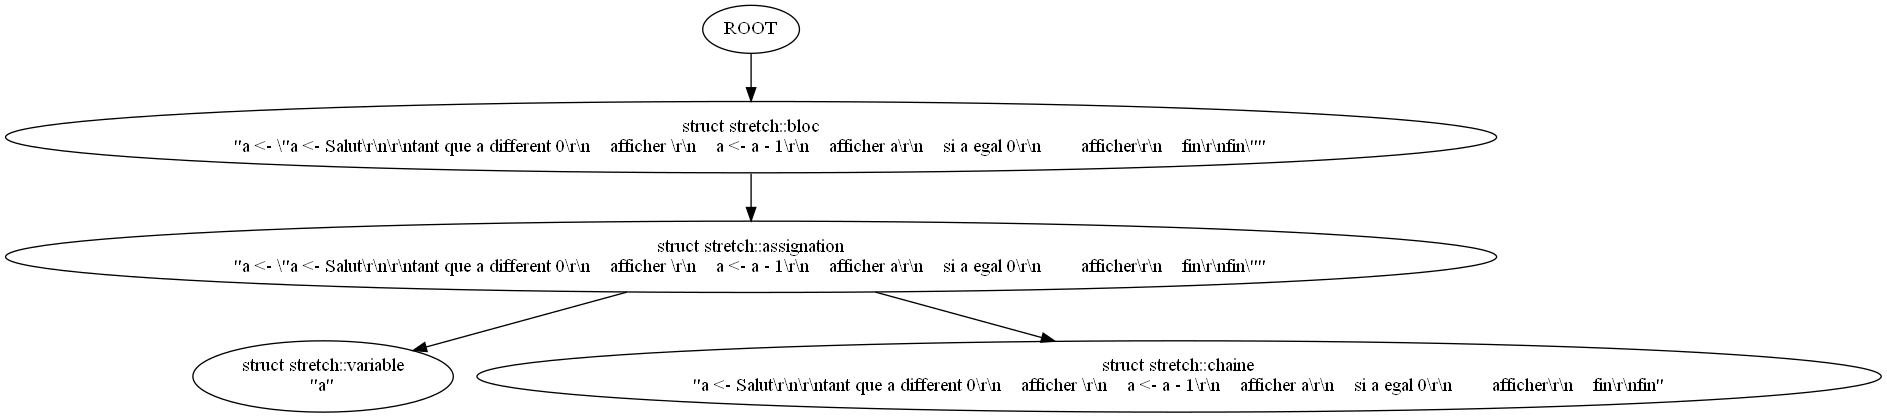 ROOT
struct stretch::bloc
"a <- \"a <- Salut\r\n\r\ntant que a different 0\r\n    afficher \r\n    a <- a - 1\r\n    afficher a\r\n    si a egal 0\r\n        afficher\r\n    fin\r\nfin\""
struct stretch::assignation
"a <- \"a <- Salut\r\n\r\ntant que a different 0\r\n    afficher \r\n    a <- a - 1\r\n    afficher a\r\n    si a egal 0\r\n        afficher\r\n    fin\r\nfin\""
struct stretch::variable
"a"
struct stretch::chaine
"a <- Salut\r\n\r\ntant que a different 0\r\n    afficher \r\n    a <- a - 1\r\n    afficher a\r\n    si a egal 0\r\n        afficher\r\n    fin\r\nfin"